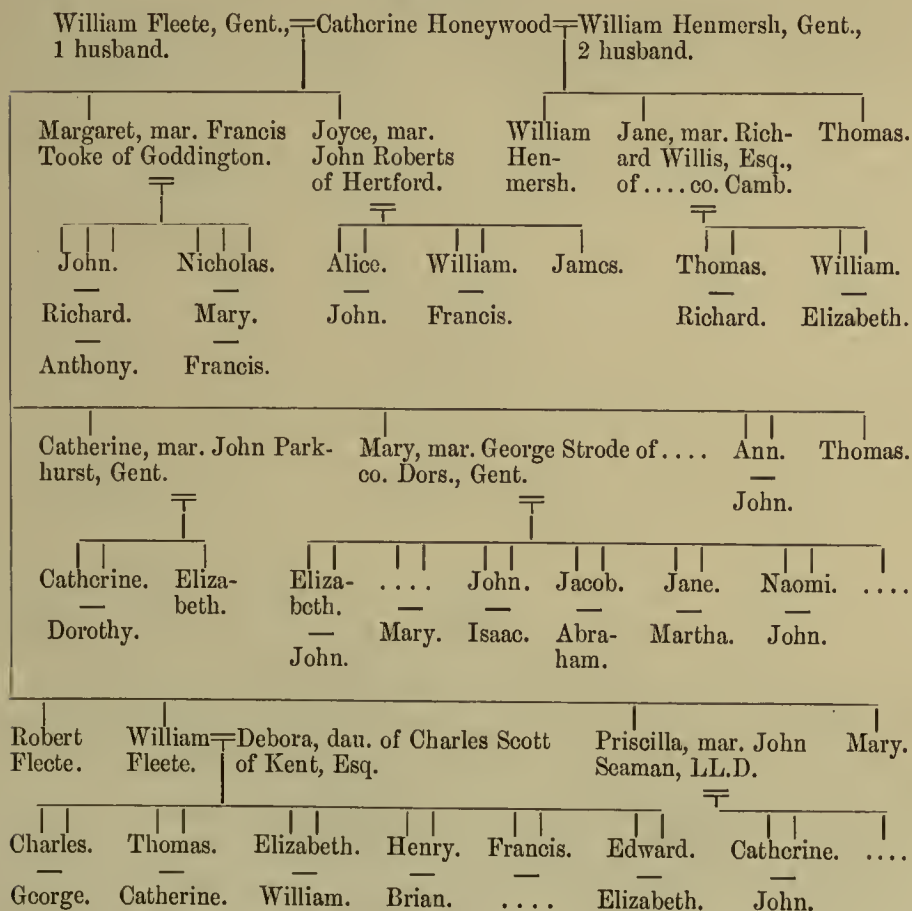 William Fleete, Gent., Catherine Honeywood William Henmersh, Gent.,
1 husband. 2 husband.
Margaret, mar. Francis Joyce, mar. William Jane, mar. Rich- Thomas.
Tooke of Goddington. John Roberts Hen- ard Willis, Esq.,
of Hertford. mersh. of .... co. Camb.
John. Nicholas. Alice. William. James. Thomas. William.
Richard. Mary. John. Francis. Richard. Elizabeth.
Anthony. Francis.
Catherine, mar. John Park- Mary, mar. George Strode of .... Ann. Thomas.
hurst, Gent. co. Dors., Gent.
John.
Catherine. Eliza- Eliza- .... John. Jacob. Jane. Naomi. ....
beth. beth.
Dorothy. Mary. Isaac. Abra- Martha. John.
John. ham.
Robert William Debora, dau. of Charles Scott Priscilla, mar. John Mary.
Fleete. Fleete. of Kent, Esq. Seaman, LL.D.
Charles. Thomas. Elizabeth. Henry. Francis. Edward. Catherine. ....
George. Catherine. William. Brian. .... Elizabeth. John.